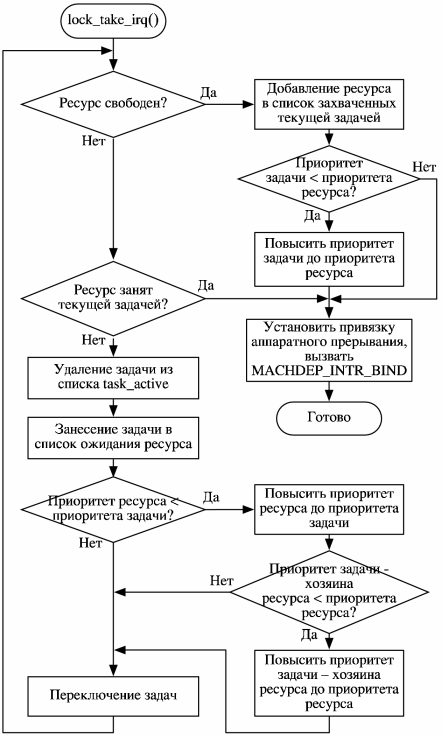 lock_take_irq()
Ресурс свободен?
Да
Нет
Добавление ресурса
в список захваченных
текущей задачей
Приоритет
задачи < приоритета
ресурса?
Нет
Да
Повысить приоритет
задачи до приоритета
ресурса
Ресурс занят
текущей задачей?
Да
Нет
Установить привязку
аппаратного прерывания,
вызвать
MACHDEP_INTR_BIND
Готово
Удаление задачи из
списка task_active
Занесение задачи в
список ожидания ресурса
Приоритет ресурса <
приоритета задачи?
Да
Нет
Повысить приоритет
ресурса до приоритета
задачи
Приоритет задачи -
хозяина
ресурса < приоритета
ресурса?
Нет
Да
Повысить приоритет
задачи – хозяина
ресурса до приоритета
ресурса
Переключение задач